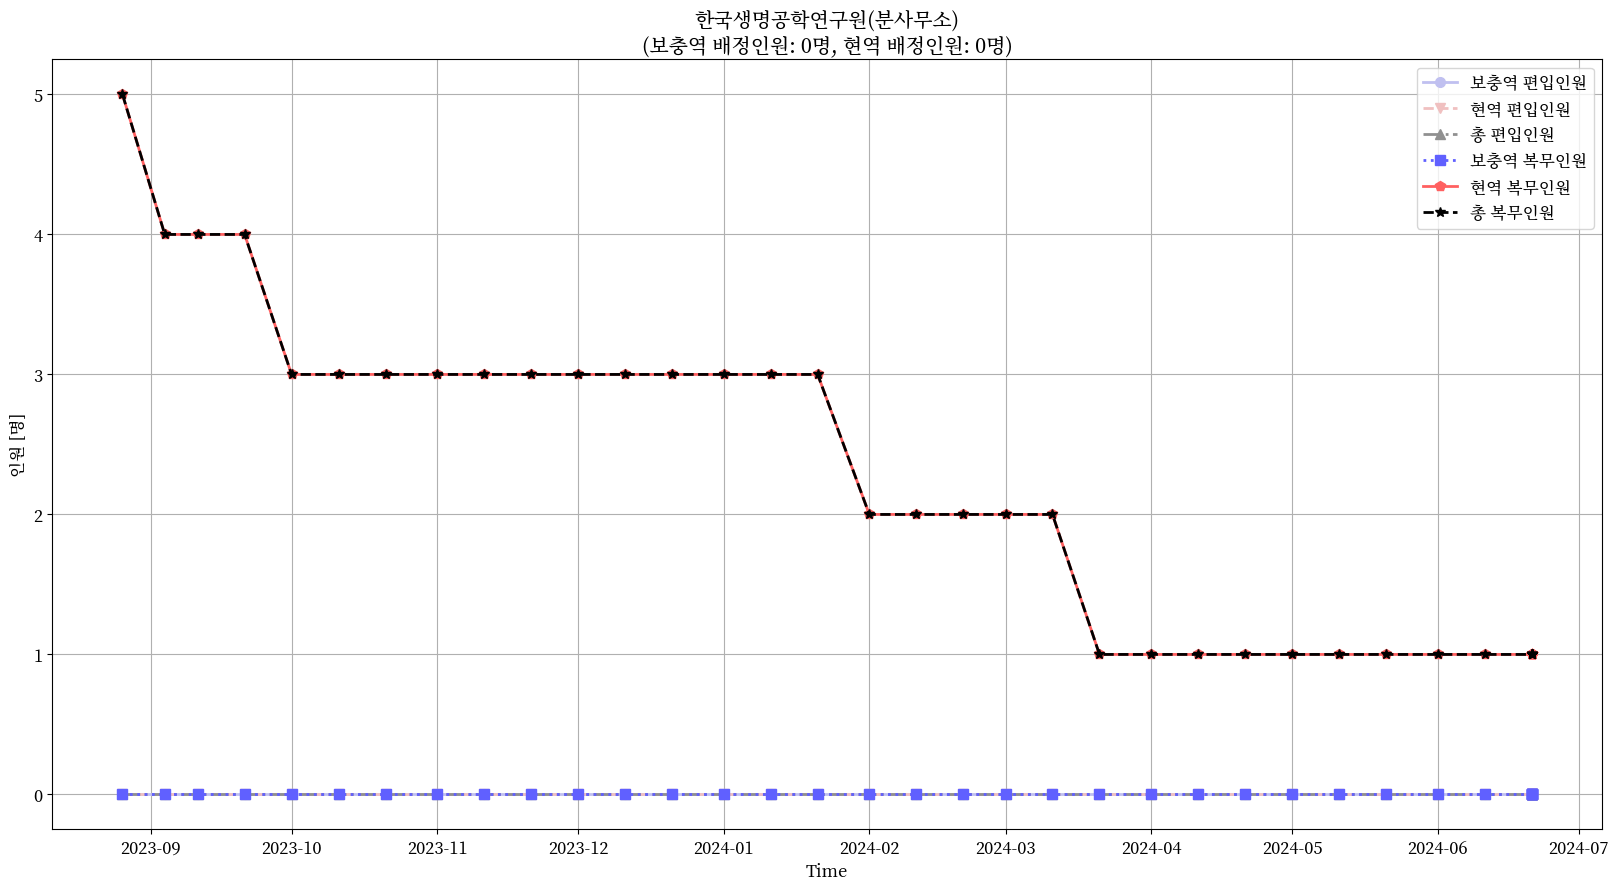 한국생명공학연구원(분사무소)
(보충역 배정인원: 0명, 현역 배정인원: 0명)
보충역 편입인원
현역 편입인원
총 편입인원
보충역 복무인원
현역 복무인원
총 복무인원
인원 [명]
5
4
3
2
1
0
2023-09
2023-10
2023-11
2023-12
2024-01
2024-02
2024-03
2024-04
2024-05
2024-06
2024-07
Time